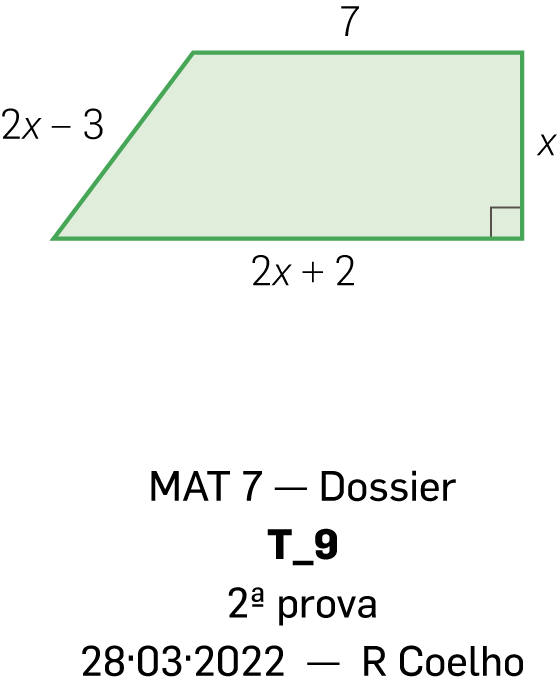 7
2x – 3
x
2x + 2
MAT 7 — Dossier
T_9
2ª prova
28·03·2022 — R Coelho